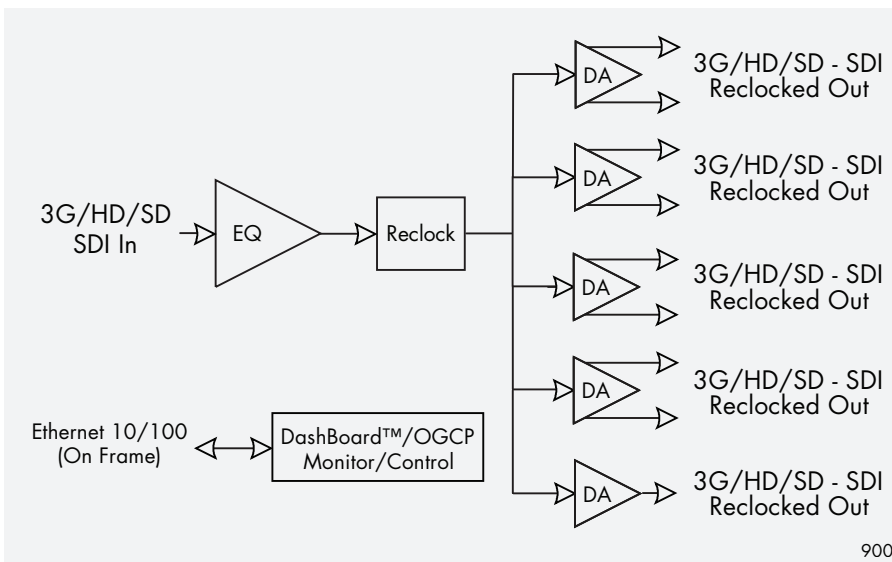 3G/HD/SD
SDI In
EQ
Reclock
DA
3G/HD/SD - SDI
Reclocked Out
DA
3G/HD/SD - SDI
Reclocked Out
DA
3G/HD/SD - SDI
Reclocked Out
DA
3G/HD/SD - SDI
Reclocked Out
DA
3G/HD/SD - SDI
Reclocked Out
Ethernet 10/100
(On Frame)
DashBoard™/OGCP
Monitor/Control
900